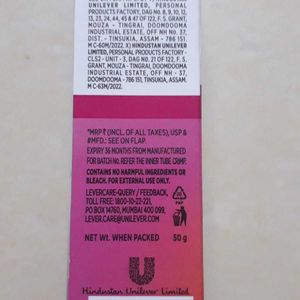 UNILEVER LIMITED, PERSONAL
PRODUCTS FACTORY, DAG NO. 8, 9, 10, 12,
13, 23, 24, 44, 45 & 47 OF 122, F. S. GRANT,
MOUZA - TINGRAI, DOOMDOOMA
INDUSTRIAL ESTATE, OFF NH No. 37,
DIST. - TINSUKIA, ASSAM - 786 151.
M C-60M/2022. X) HINDUSTAN UNILEVER
LIMITED, PERSONAL PRODUCTS FACTORY -
CLS2 - UNIT - 3, DAG NO. 21 OF 122, F. S.
GRANT, MOUZA - TINGRAI, DOOMDOOMA
INDUSTRIAL ESTATE, OFF NH - 37,
DOOMDOOMA - 786 151, TINSUKIA, ASSAM.
M C-63M/2022.
*MRP ₹ (INCL. OF ALL TAXES), USP &
#MFD.: SEE ON FLAP.
EXPIRY 36 MONTHS FROM MANUFACTURED
FOR BATCH No. REFER THE INNER TUBE CRIMP.
CONTAINS NO HARMFUL INGREDIENTS OR
BLEACH. FOR EXTERNAL USE ONLY.
LEVERCARE-QUERY / FEEDBACK,
TOLL FREE: 1800-10-22-221,
PO BOX 14760, MUMBAI 400 099,
LEVER.CARE@UNILEVER.COM
NET Wt. WHEN PACKED 50 g
Hindustan Unilever Limited